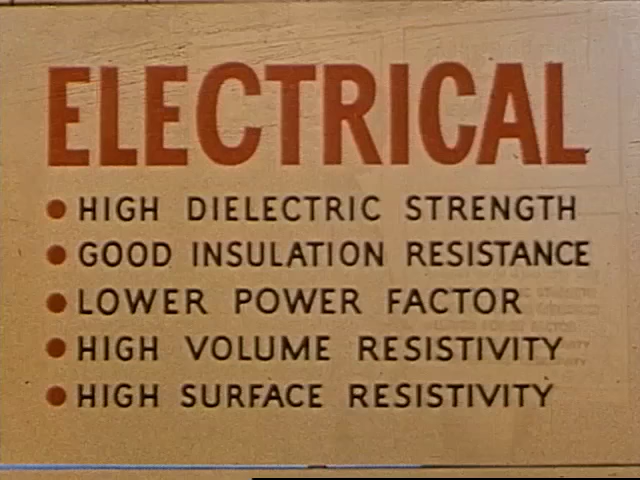 ELECTRICAL
• HIGH DIELECTRIC STRENGTH
• GOOD INSULATION RESISTANCE
• LOWER POWER FACTOR
• HIGH VOLUME RESISTIVITY
• HIGH SURFACE RESISTIVITY